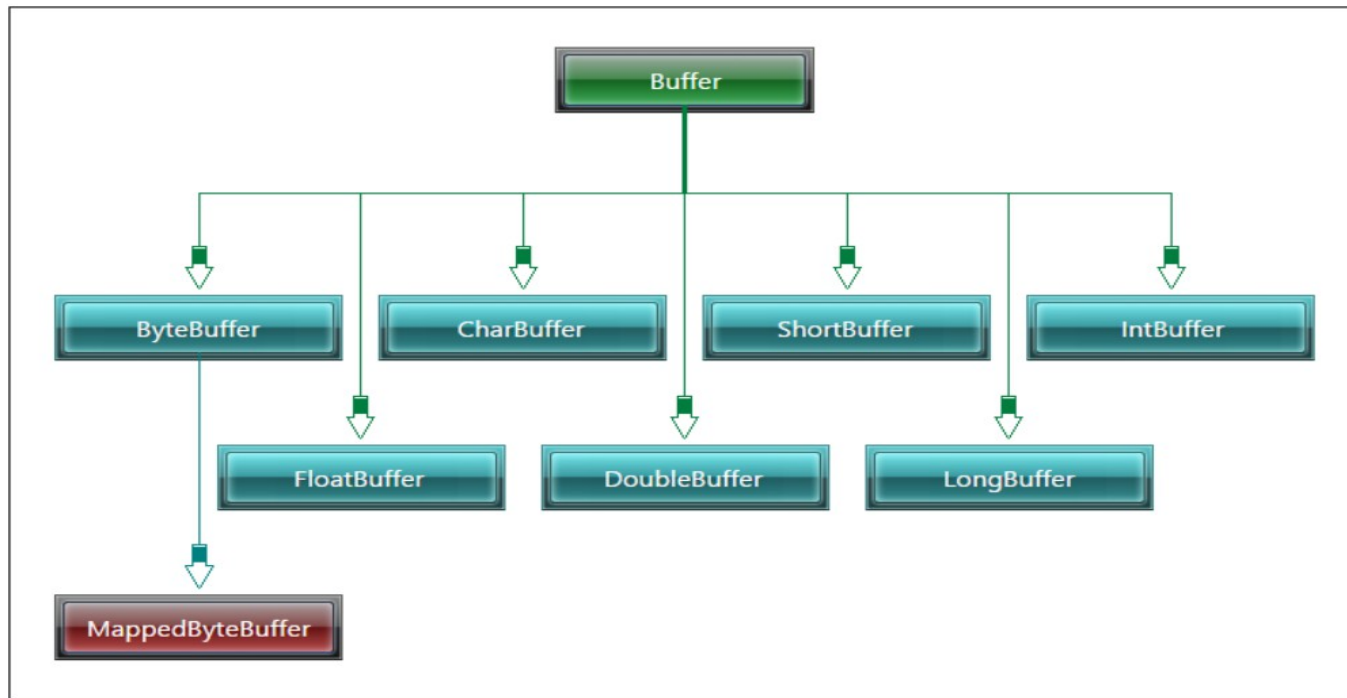 Buffer
ByteBuffer
CharBuffer
ShortBuffer
IntBuffer
FloatBuffer
DoubleBuffer
LongBuffer
MappedByteBuffer